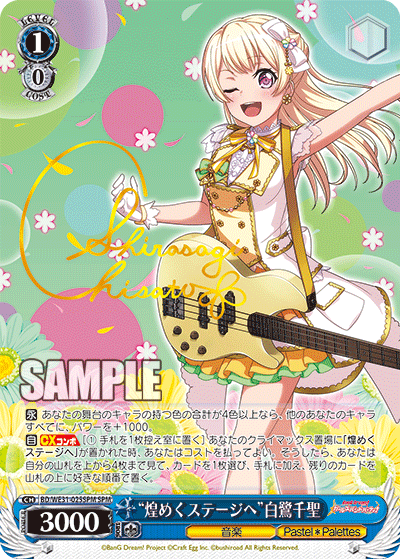 LEVEL
1
0
COST
Shirasagi
Chisato
SAMPLE
永 あなたの舞台のキャラの持つ色の合計が4色以上なら、他のあなたのキャラ
すべてに、パワーを＋1000。
自 CXコンボ [① 手札を1枚控え室に置く] あなたのクライマックス置場に「煌めく
ステージへ」が置かれた時、あなたはコストを払ってよい。そうしたら、あなたは
自分の山札を上から4枚まで見て、カードを1枚選び、手札に加え、残りのカードを
山札の上に好きな順番で置く。
CH BD/WE31-025SPM SPM
3000
“煌めくステージへ”白鷺千聖
音楽
Pastel＊Palettes
©BanG Dream! Project ©Craft Egg Inc. ©bushiroad All Rights Reserved.